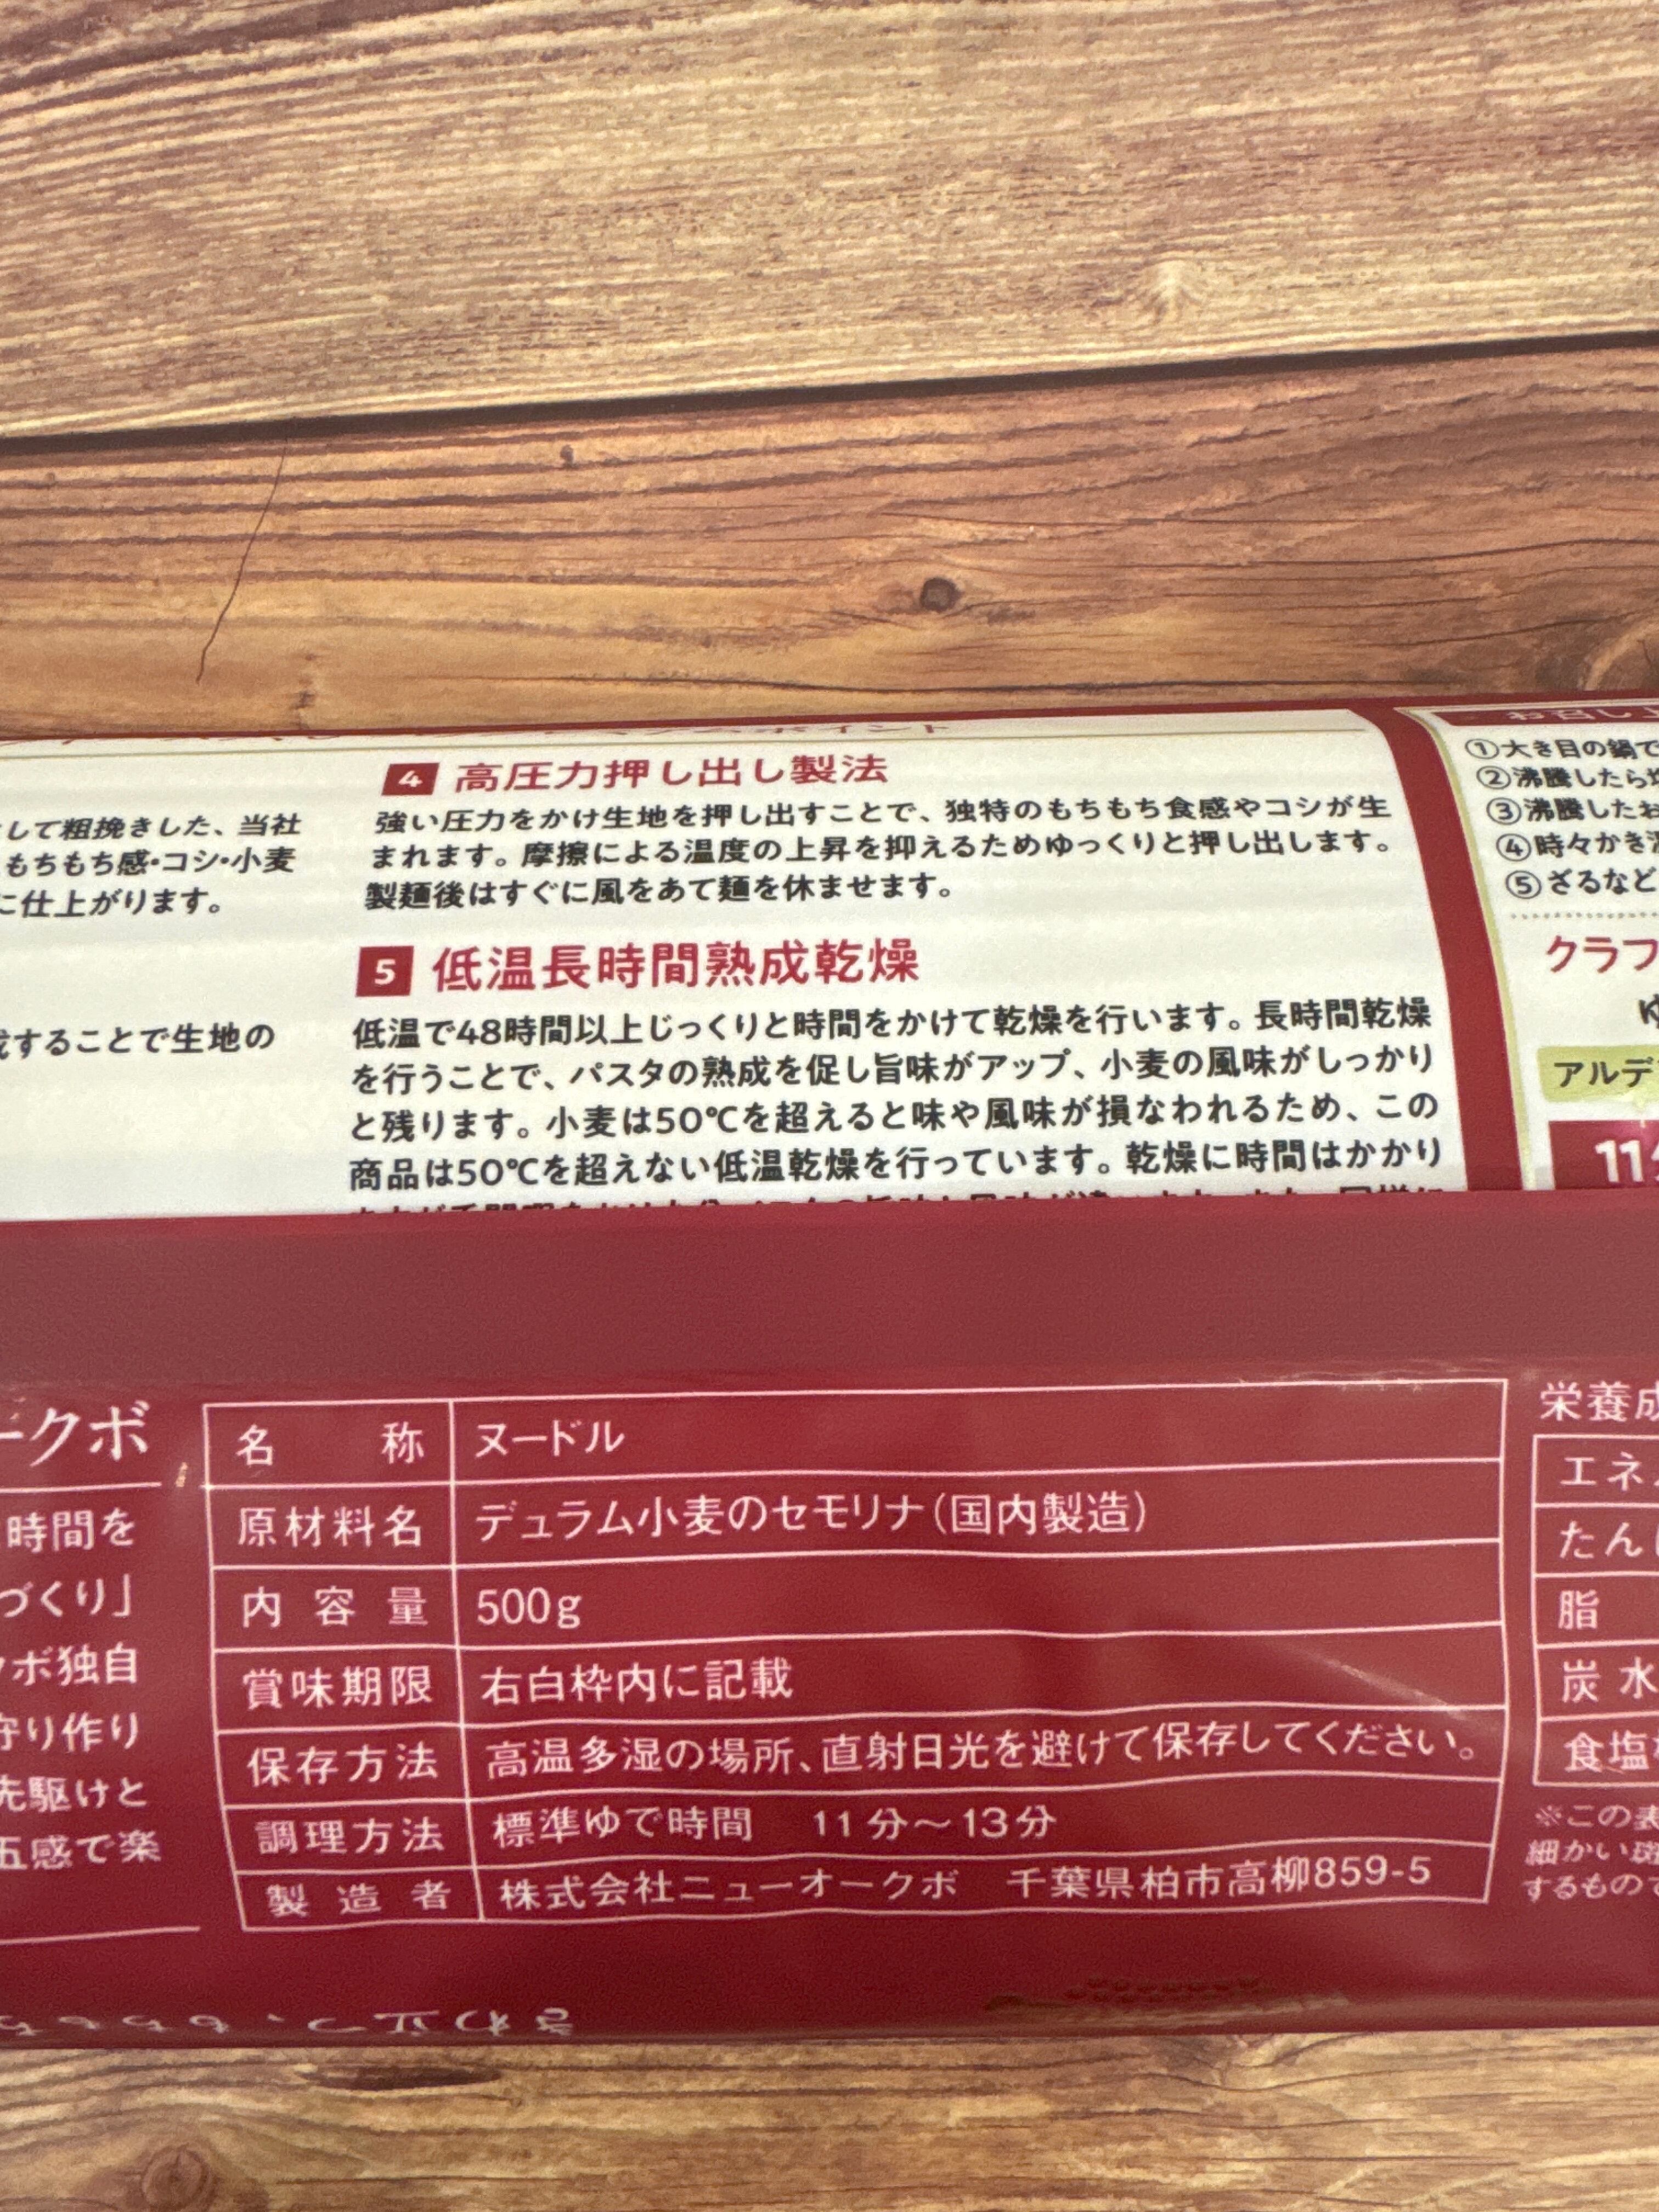 ポイント
して粗挽きした、当社
もちもち感・コシ・小麦
に仕上がります。
することで生地の
4 高圧力押し出し製法
強い圧力をかけ生地を押し出すことで、独特のもちもち食感やコシが生
まれます。摩擦による温度の上昇を抑えるためゆっくりと押し出します。
製麺後はすぐに風をあて麺を休ませます。
5 低温長時間熟成乾燥
低温で48時間以上じっくりと時間をかけて乾燥を行います。長時間乾燥
を行うことで、パスタの熟成を促し旨味がアップ、小麦の風味がしっかり
と残ります。小麦は50℃を超えると味や風味が損なわれるため、この
商品は50℃を超えない低温乾燥を行っています。乾燥に時間はかかり
お召し
①大き目の鍋で
②沸騰したら
③沸騰したお
④時々かき
⑤ざるなど
クラフ
ゆ
アルデ
11
ークボ
時間を
づくり」
ボ独自
守り作り
先駆けと
五感で楽
名称 ヌードル
原材料名 デュラム小麦のセモリナ(国内製造)
内容量 500g
賞味期限 右白枠内に記載
保存方法 高温多湿の場所、直射日光を避けて保存してください。
調理方法 標準ゆで時間 11分～13分
製造者 株式会社ニューオークボ 千葉県柏市高柳859-5
栄養成
エネ
たん
脂
炭水
食塩
※この表
細かい斑
するもので
きわ立つ、もちもち